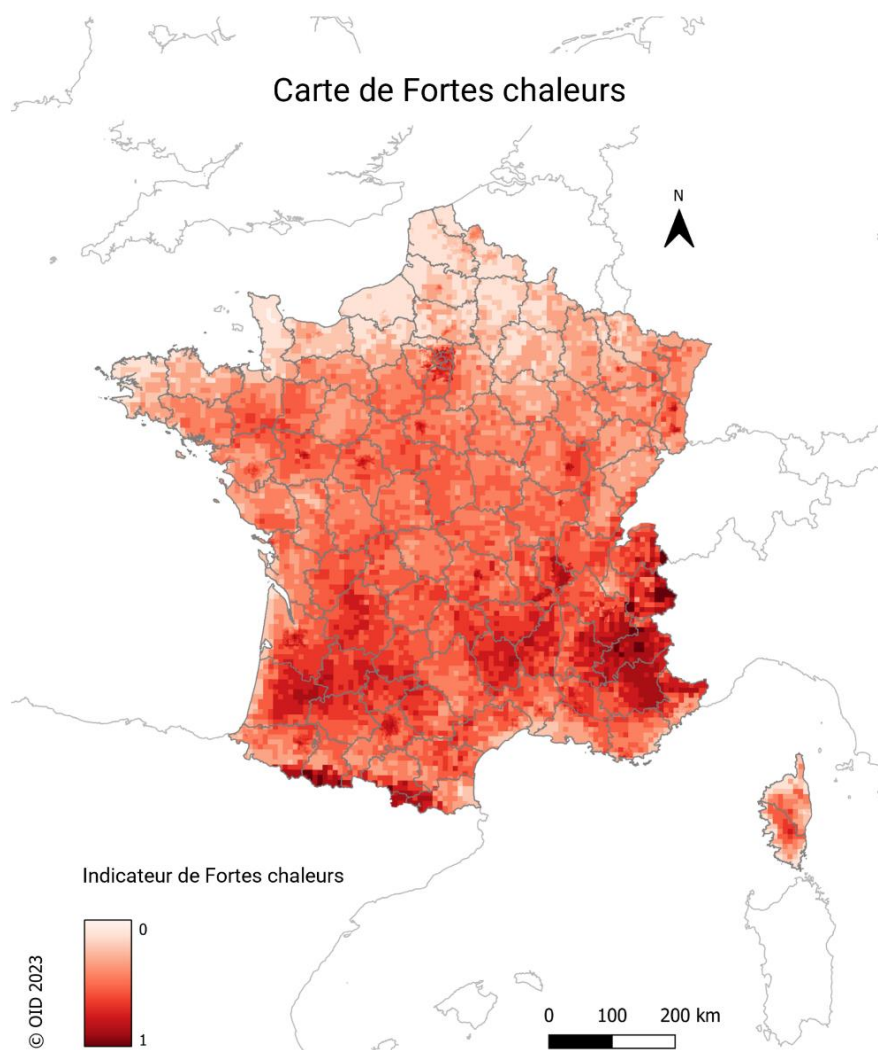 Carte de Fortes chaleurs
N
Indicateur de Fortes chaleurs
0
1
© OID 2023
0 100 200 km